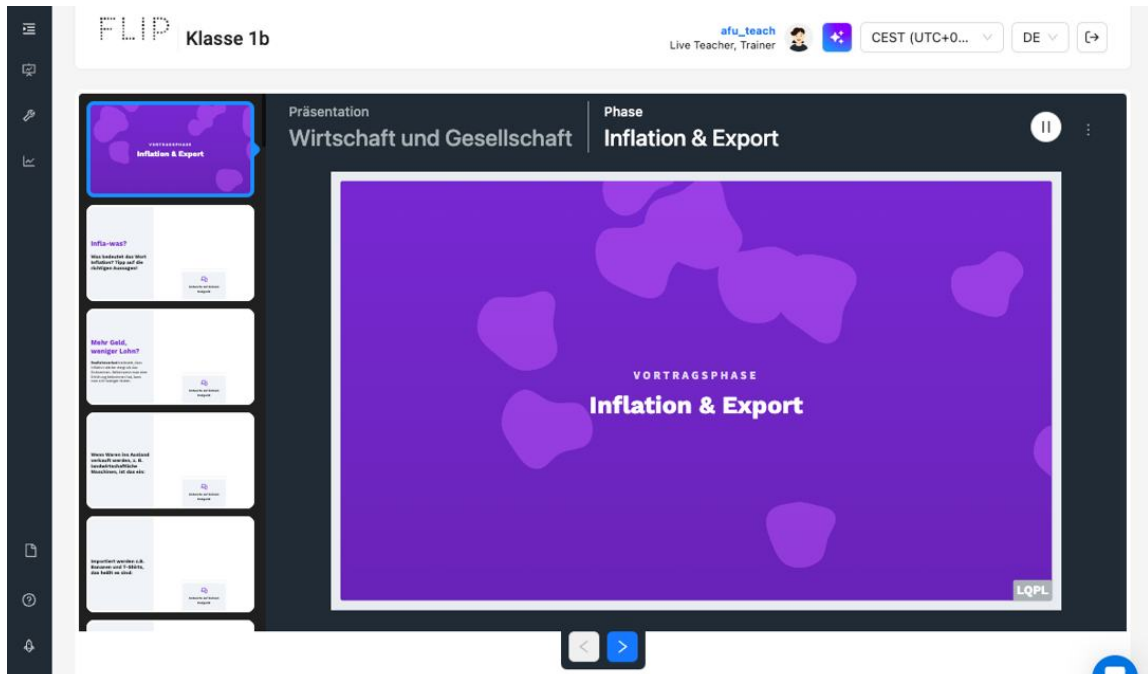 FLIP Klasse 1b
afu_teach
Live Teacher, Trainer
CEST (UTC+0...
DE
VORTRAGSPHASE
Inflation & Export
Infla-was?
Was bedeutet das Wort
Inflation? Tipp auf die
richtigen Aussagen!
Mehr Geld,
weniger Lohn?
Wenn Waren ins Ausland
verkauft werden, z. B.
landwirtschaftliche
Maschinen, ist das ein:
Importiert werden z.B.
Bananen und T-Shirts,
das heißt es sind:
Präsentation
Wirtschaft und Gesellschaft
Phase
Inflation & Export
VORTRAGSPHASE
Inflation & Export
LQPL